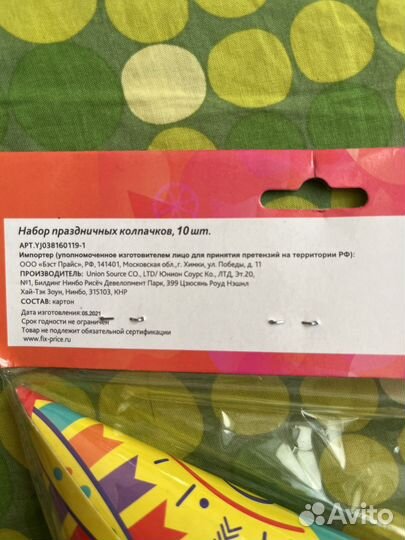 Набор праздничных колпачков, 10 шт.
АРТ.YJ038160119-1
Импортер (уполномоченное изготовителем лицо для принятия претензий на территории РФ):
ООО «Бэст Прайс», РФ, 141401, Московская обл.,г. Химки, ул. Победы, д. 11
ПРОИЗВОДИТЕЛЬ: Union Source CO., LTD/ Юнион Соурс Ко., ЛТД, Эт.20,
№1, Билдинг Нинбо Рисёч Девелопмент Парк, 399 Цзюсянь Роуд Нэшнл
Хай-Тэк Зоун, Нинбо, 315103, КНР
СОСТАВ: картон
Дата изготовления: 05.2021
Срок годности не ограничен
Товар не подлежит обязательной сертификации
www.fix-price.ru
Avito